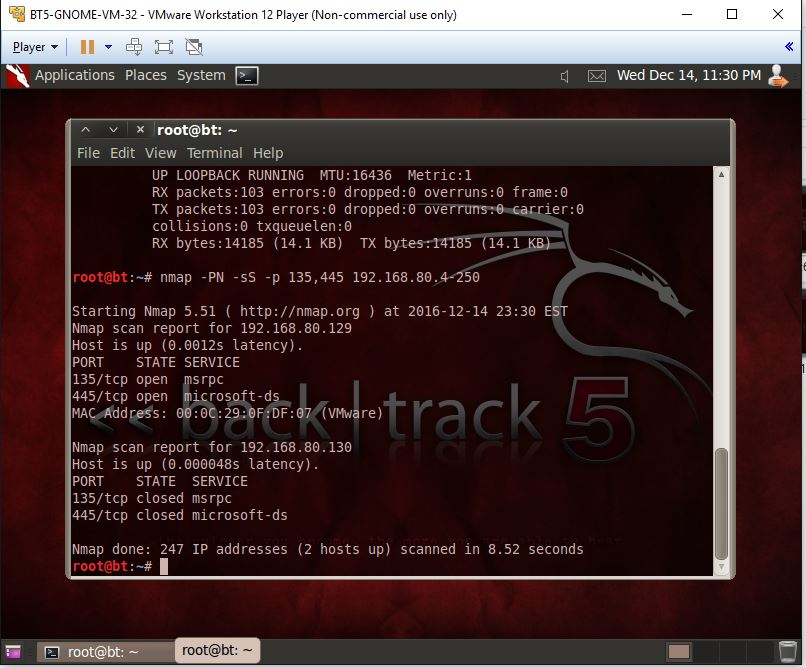 BT5-GNOME-VM-32 - VMware Workstation 12 Player (Non-commercial use only)
Player
Applications Places System Wed Dec 14, 11:30 PM
root@bt: ~
File Edit View Terminal Help
UP LOOPBACK RUNNING  MTU:16436  Metric:1
RX packets:103 errors:0 dropped:0 overruns:0 frame:0
TX packets:103 errors:0 dropped:0 overruns:0 carrier:0
collisions:0 txqueuelen:0
RX bytes:14185 (14.1 KB)  TX bytes:14185 (14.1 KB)
root@bt:~# nmap -PN -sS -p 135,445 192.168.80.4-250
Starting Nmap 5.51 ( http://nmap.org ) at 2016-12-14 23:30 EST
Nmap scan report for 192.168.80.129
Host is up (0.0012s latency).
PORT    STATE SERVICE
135/tcp open  msrpc
445/tcp open  microsoft-ds
MAC Address: 00:0C:29:0F:DF:07 (VMware)
<< back | track 5
Nmap scan report for 192.168.80.130
Host is up (0.000048s latency).
PORT    STATE  SERVICE
135/tcp closed msrpc
445/tcp closed microsoft-ds
Nmap done: 247 IP addresses (2 hosts up) scanned in 8.52 seconds
root@bt:~#
root@bt: ~
root@bt: ~